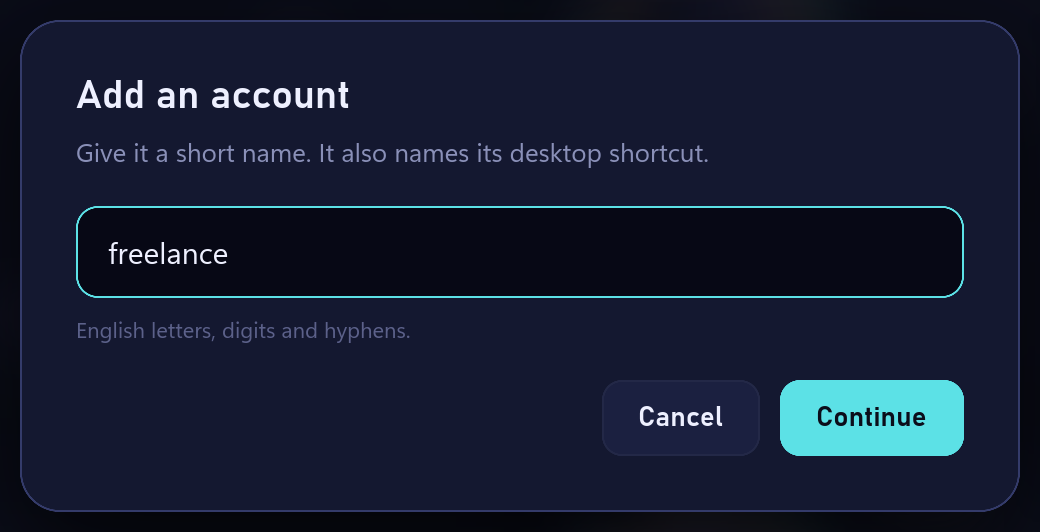 Add an account
Give it a short name. It also names its desktop shortcut.
freelance
English letters, digits and hyphens.
Cancel
Continue